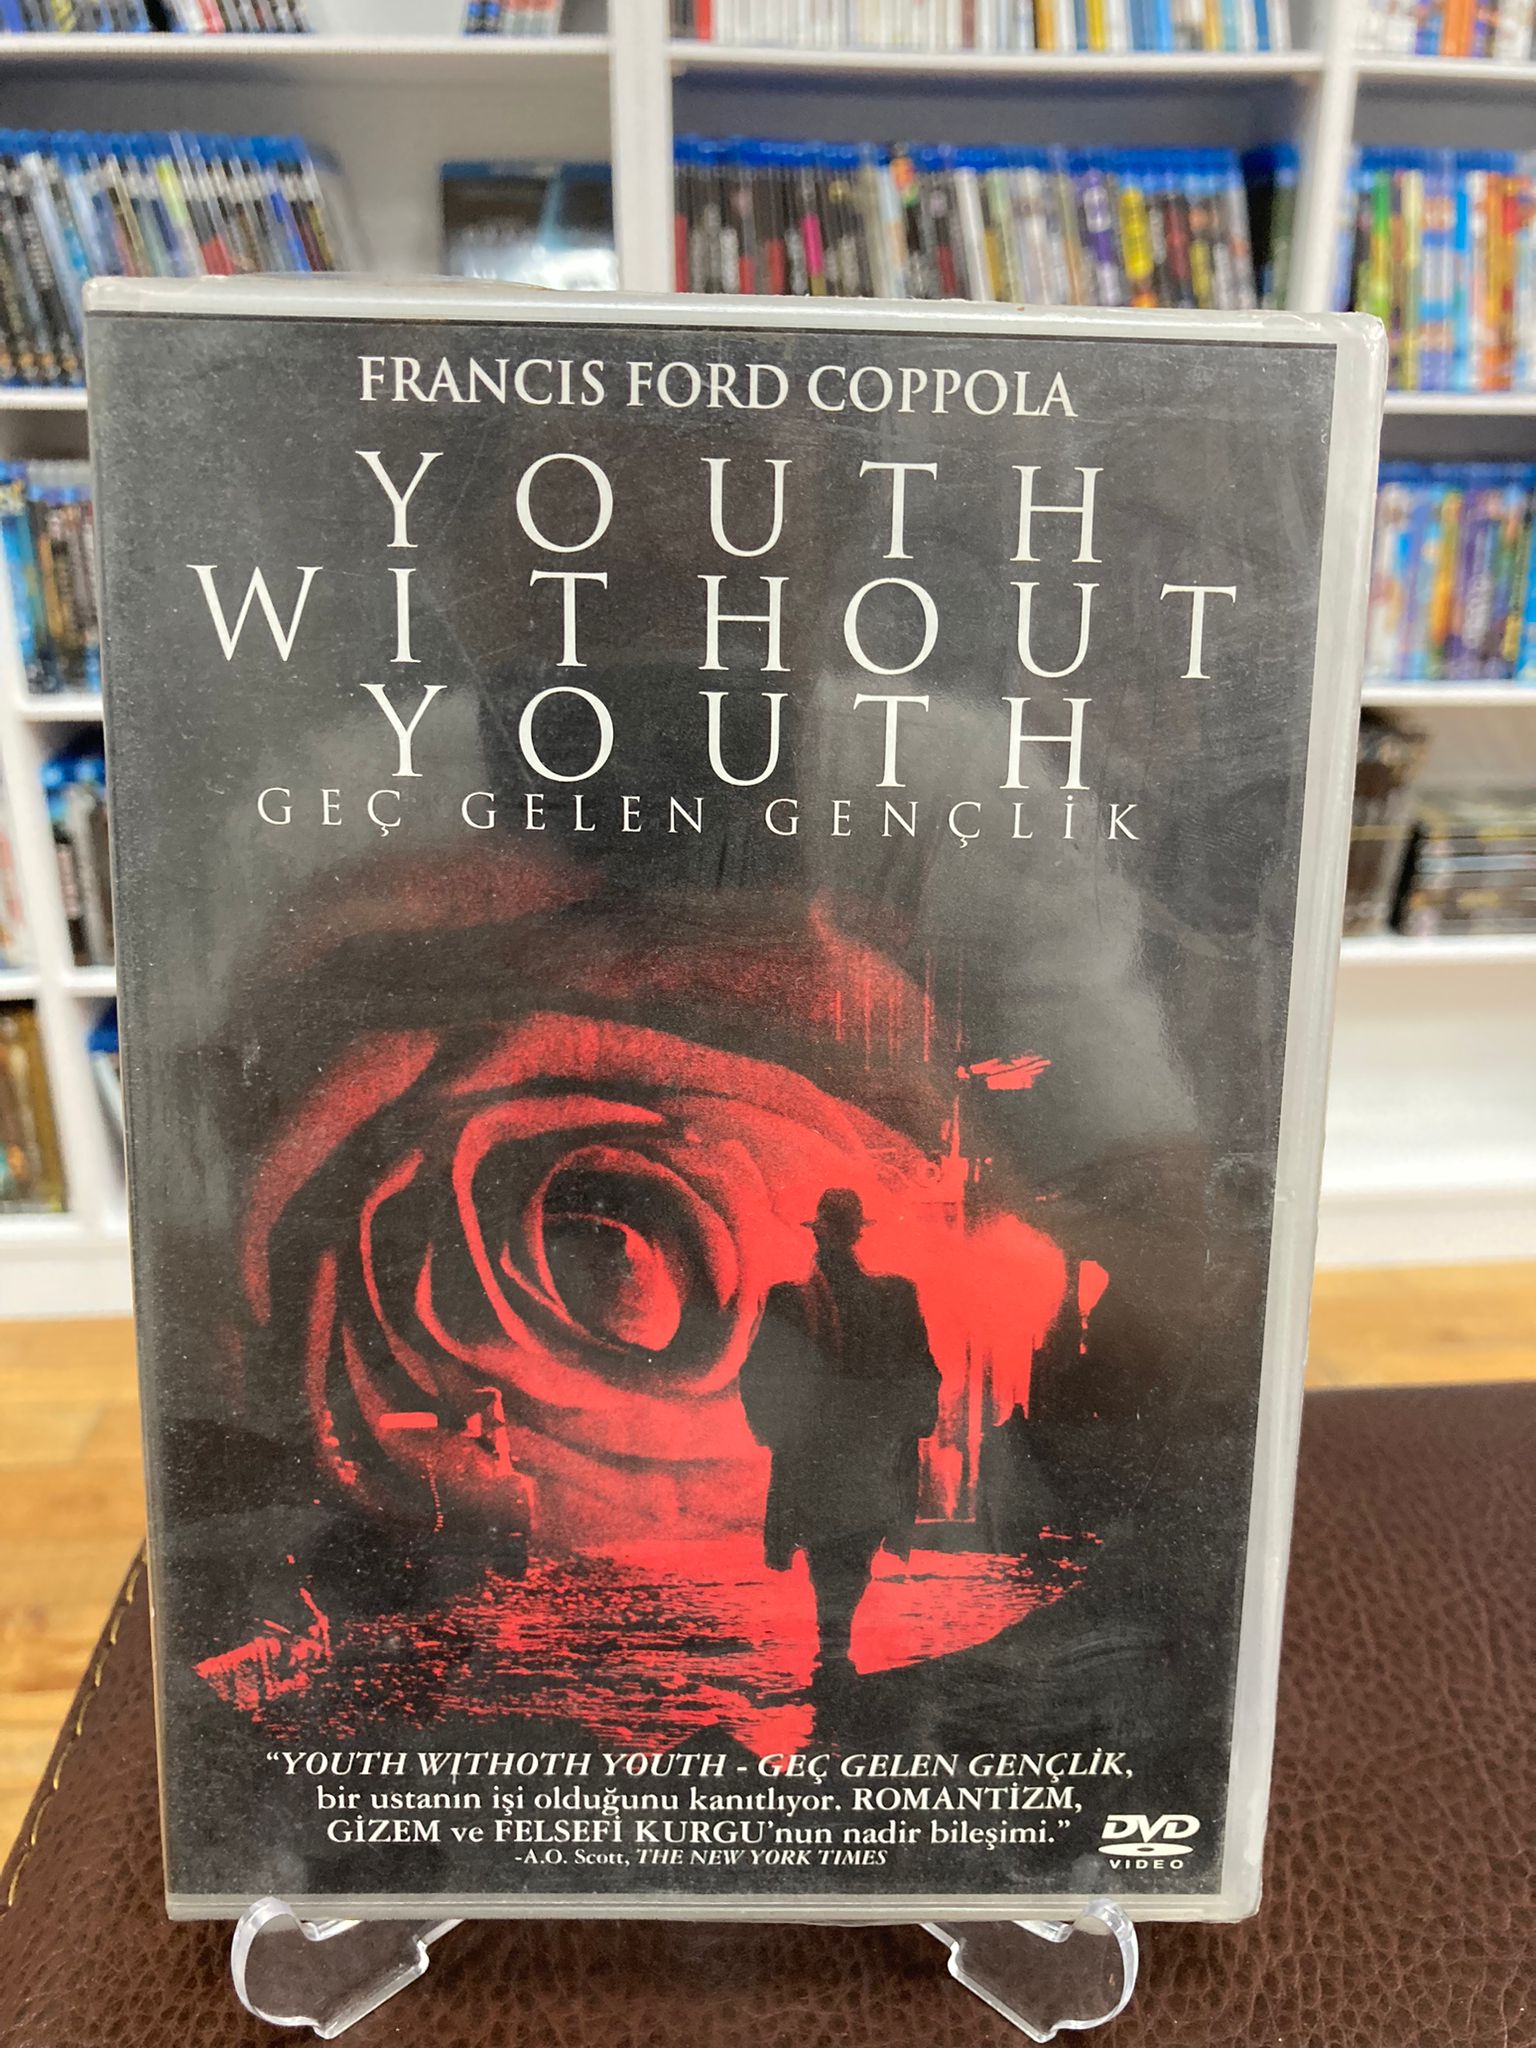 FRANCIS FORD COPPOLA
YOUTH
WITHOUT
YOUTH
GEÇ GELEN GENÇLİK
“YOUTH WITHOTH YOUTH - GEÇ GELEN GENÇLİK,
bir ustanın işi olduğunu kanıtlıyor. ROMANTİZM,
GİZEM ve FELSEFİ KURGU’nun nadir bileşimi.”
-A.O. Scott, THE NEW YORK TIMES
DVD
VIDEO